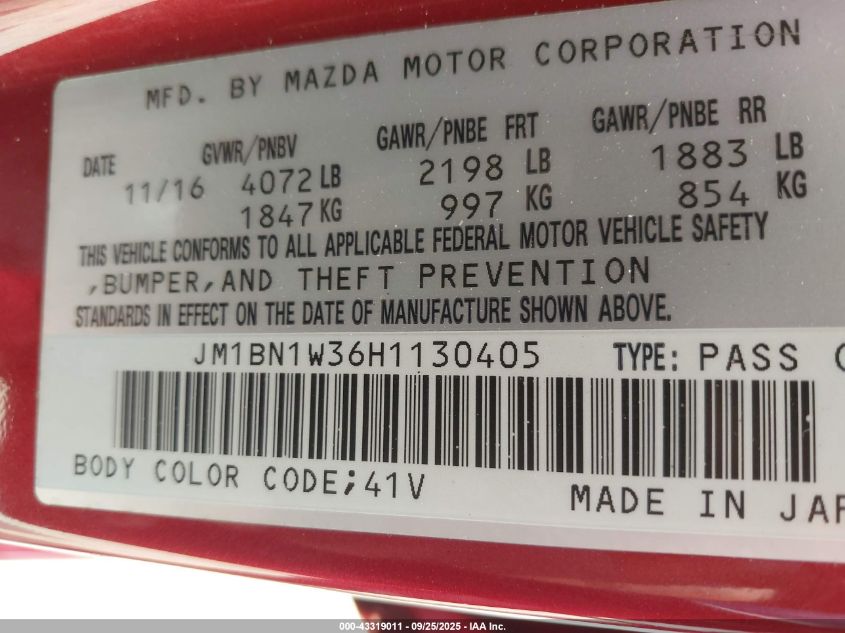 MFD. BY MAZDA MOTOR CORPORATION
DATE GVWR/PNBV GAWR/PNBE FRT GAWR/PNBE RR
11/16 4072 LB 2198 LB 1883 LB
1847 KG 997 KG 854 KG
THIS VEHICLE CONFORMS TO ALL APPLICABLE FEDERAL MOTOR VEHICLE SAFETY
,BUMPER,AND THEFT PREVENTION
STANDARDS IN EFFECT ON THE DATE OF MANUFACTURE SHOWN ABOVE.
JM1BN1W36H1130405 TYPE: PASS
BODY COLOR CODE;41V
MADE IN JAP
000-43319011 - 09/25/2025 - IAA Inc.